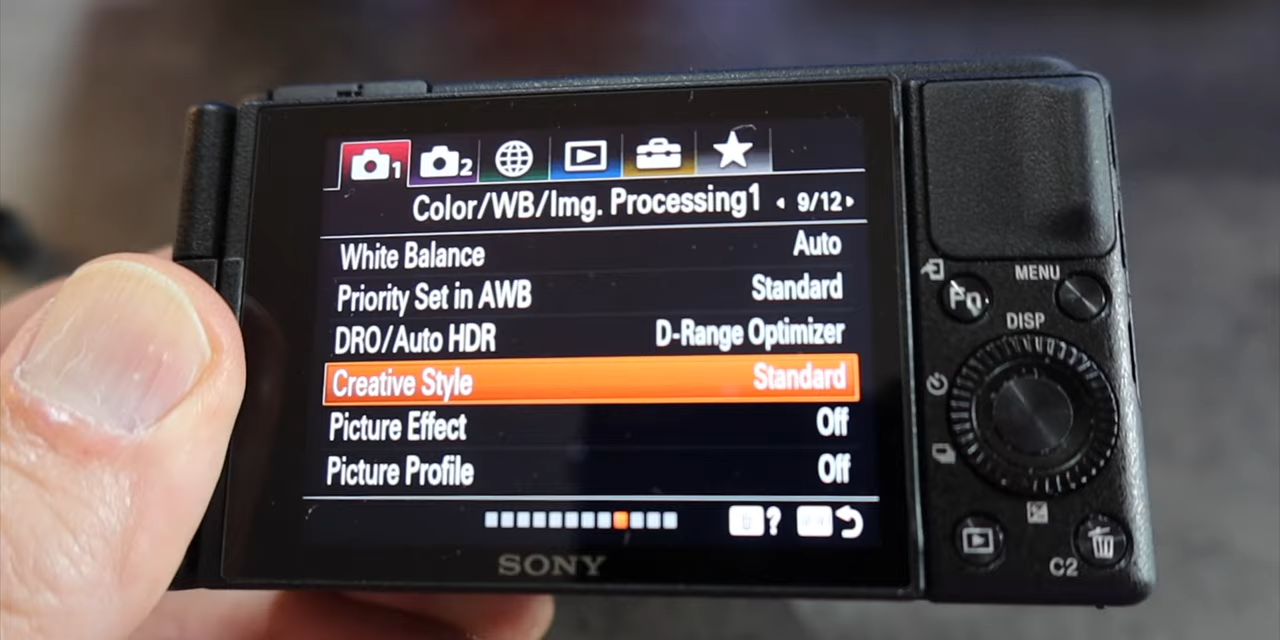 1 2
Color/WB/Img. Processing1 9/12
White Balance Auto
Priority Set in AWB Standard
DRO/Auto HDR D-Range Optimizer
Creative Style Standard
Picture Effect Off
Picture Profile Off
?
SONY
MENU
Fn
DISP
C2